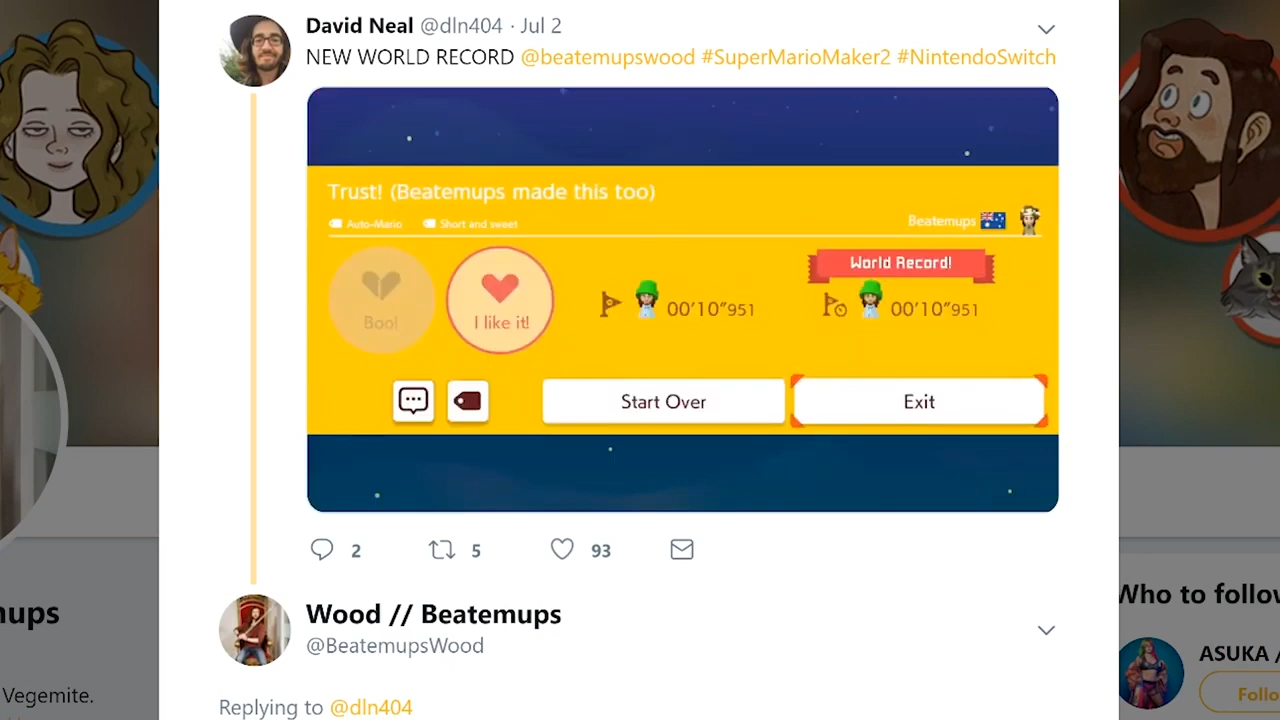 David Neal @dln404 · Jul 2
NEW WORLD RECORD @beatemupswood #SuperMarioMaker2 #NintendoSwitch
Trust! (Beatemups made this too)
Auto-Mario Short and sweet
Beatemups
World Record!
Boo!
I like it!
00'10"951
00'10"951
Start Over
Exit
2 5 93
Wood // Beatemups
@BeatemupsWood
Replying to @dln404
Vegemite.
Who to follow
ASUKA /